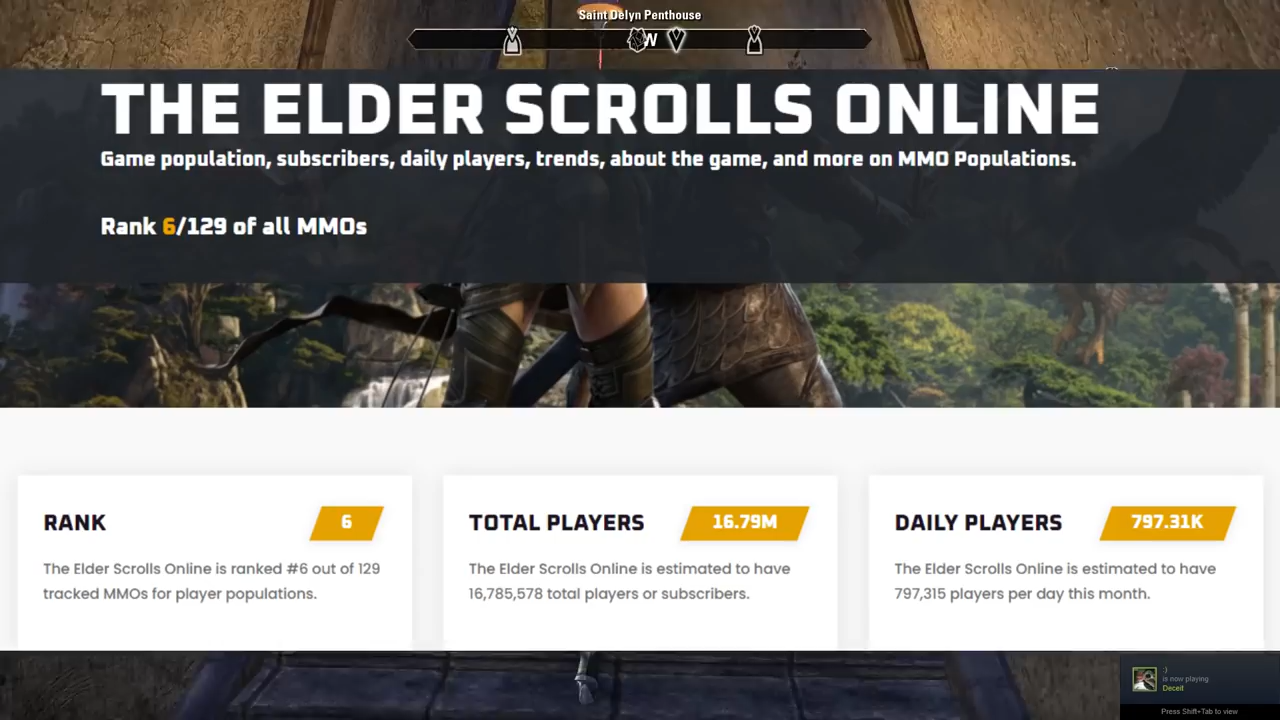 Saint Delyn Penthouse
W
THE ELDER SCROLLS ONLINE
Game population, subscribers, daily players, trends, about the game, and more on MMO Populations.
Rank 6/129 of all MMOs
RANK 6
The Elder Scrolls Online is ranked #6 out of 129
tracked MMOs for player populations.
TOTAL PLAYERS 16.79M
The Elder Scrolls Online is estimated to have
16,785,578 total players or subscribers.
DAILY PLAYERS 797.31K
The Elder Scrolls Online is estimated to have
797,315 players per day this month.
:)
is now playing
Deceit
Press Shift+Tab to view